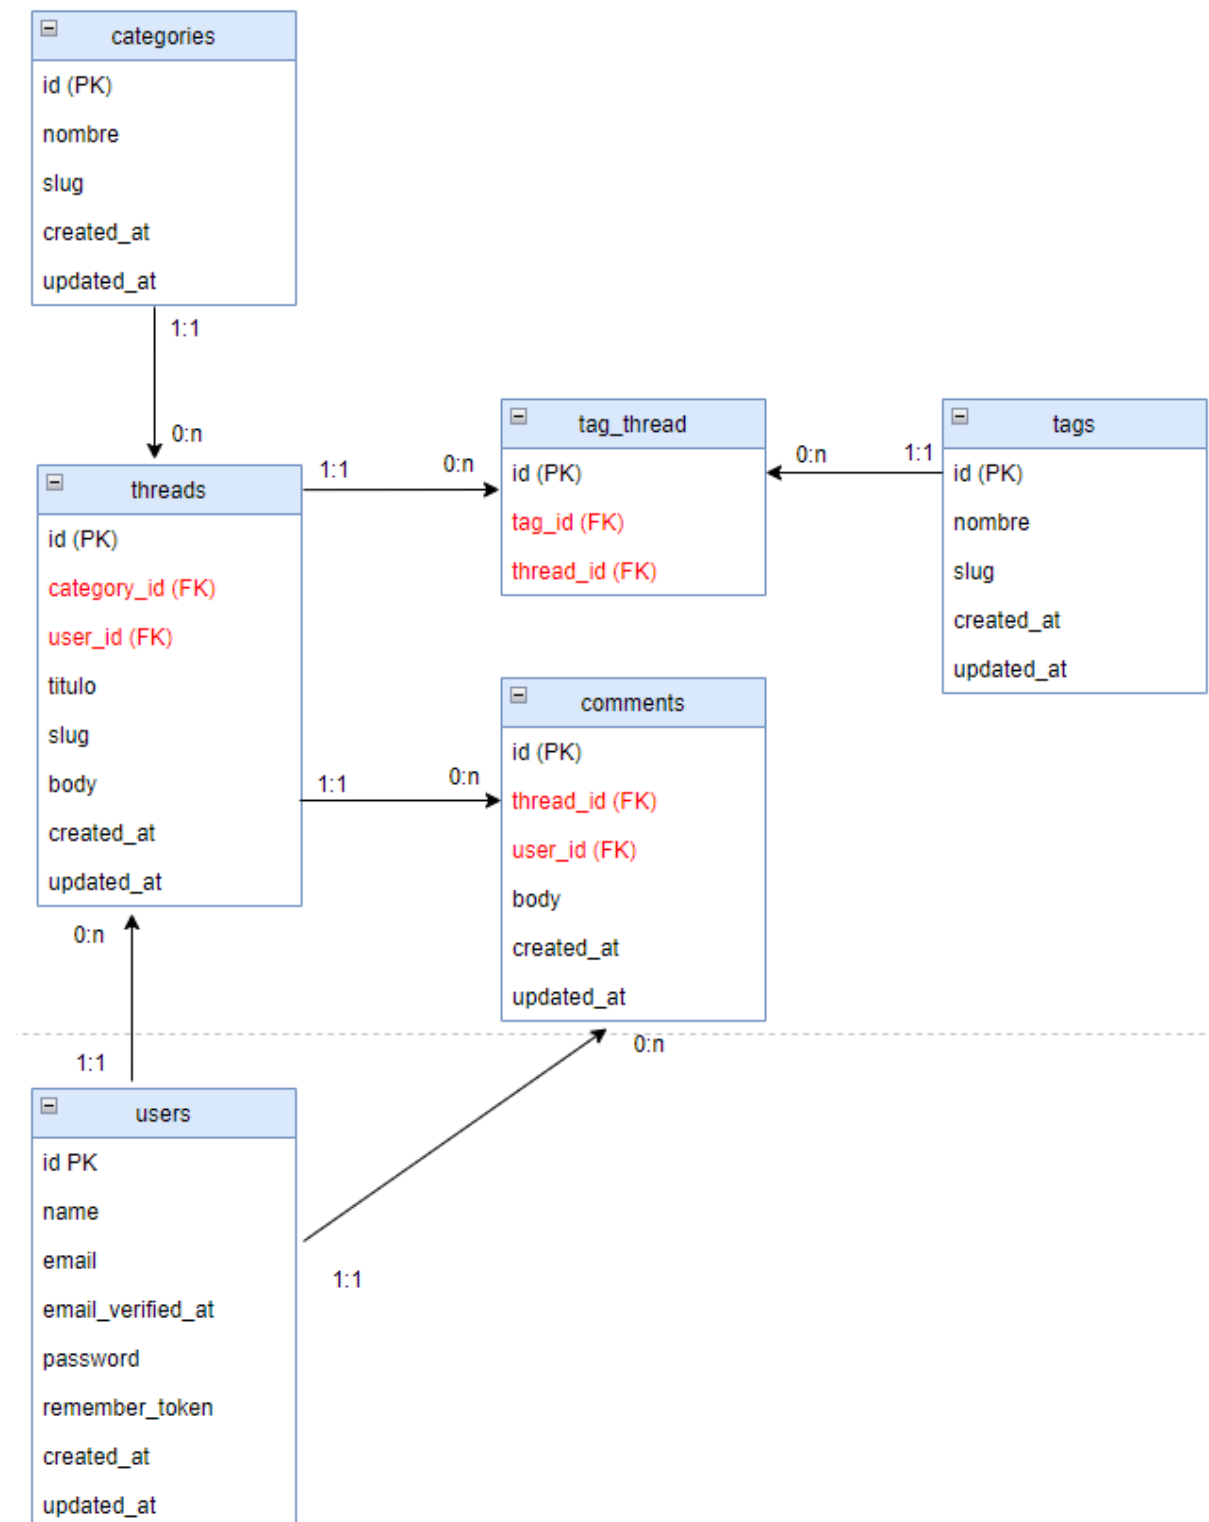 categories
id (PK)
nombre
slug
created_at
updated_at
1:1
0:n
threads
id (PK)
category_id (FK)
user_id (FK)
titulo
slug
body
created_at
updated_at
1:1
0:n
tag_thread
id (PK)
tag_id (FK)
thread_id (FK)
0:n
1:1
tags
id (PK)
nombre
slug
created_at
updated_at
1:1
0:n
comments
id (PK)
thread_id (FK)
user_id (FK)
body
created_at
updated_at
0:n
1:1
0:n
1:1
users
id PK
name
email
email_verified_at
password
remember_token
created_at
updated_at